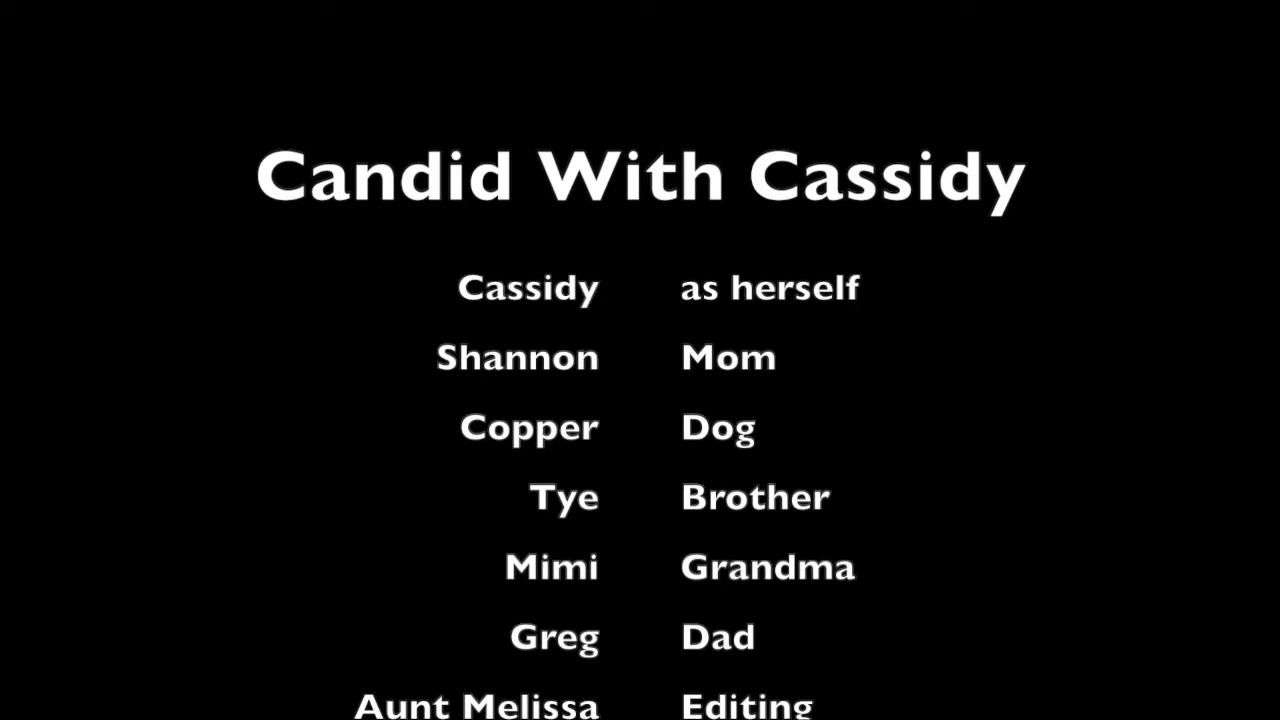 Candid With Cassidy
Cassidy as herself
Shannon Mom
Copper Dog
Tye Brother
Mimi Grandma
Greg Dad
Aunt Melissa Editing